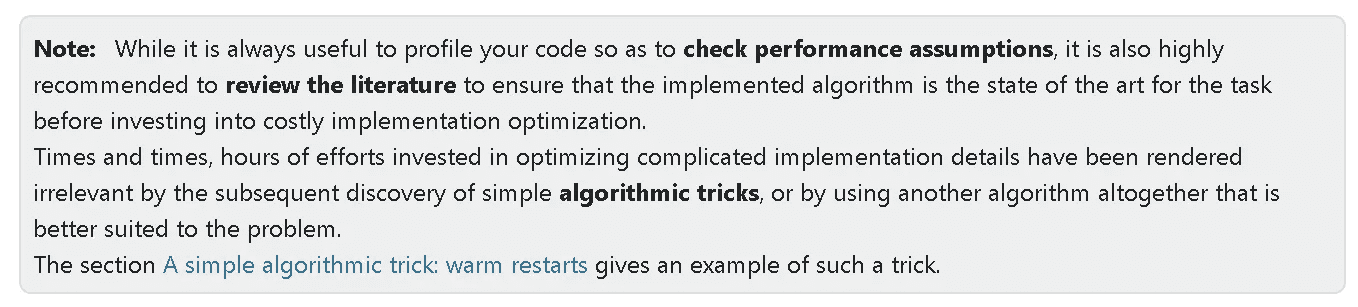 Note: While it is always useful to profile your code so as to check performance assumptions, it is also highly
recommended to review the literature to ensure that the implemented algorithm is the state of the art for the task
before investing into costly implementation optimization.
Times and times, hours of efforts invested in optimizing complicated implementation details have been rendered
irrelevant by the subsequent discovery of simple algorithmic tricks, or by using another algorithm altogether that is
better suited to the problem.
The section A simple algorithmic trick: warm restarts gives an example of such a trick.